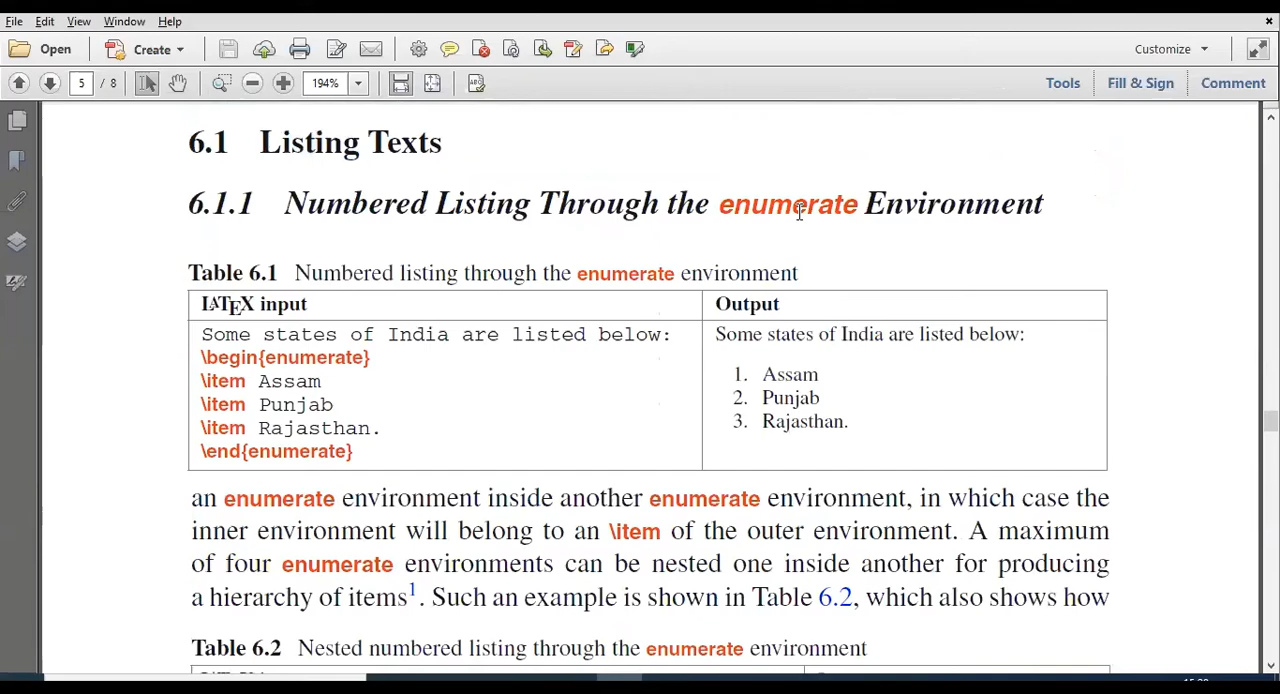 File Edit View Window Help
Open Create Customize
5 / 8 194% Tools Fill & Sign Comment
6.1 Listing Texts
6.1.1 Numbered Listing Through the enumerate Environment
Table 6.1 Numbered listing through the enumerate environment
LATEX input Output
Some states of India are listed below: Some states of India are listed below:
\begin{enumerate}
\item Assam 1. Assam
\item Punjab 2. Punjab
\item Rajasthan. 3. Rajasthan.
\end{enumerate}
an enumerate environment inside another enumerate environment, in which case the
inner environment will belong to an \item of the outer environment. A maximum
of four enumerate environments can be nested one inside another for producing
a hierarchy of items1. Such an example is shown in Table 6.2, which also shows how
Table 6.2 Nested numbered listing through the enumerate environment